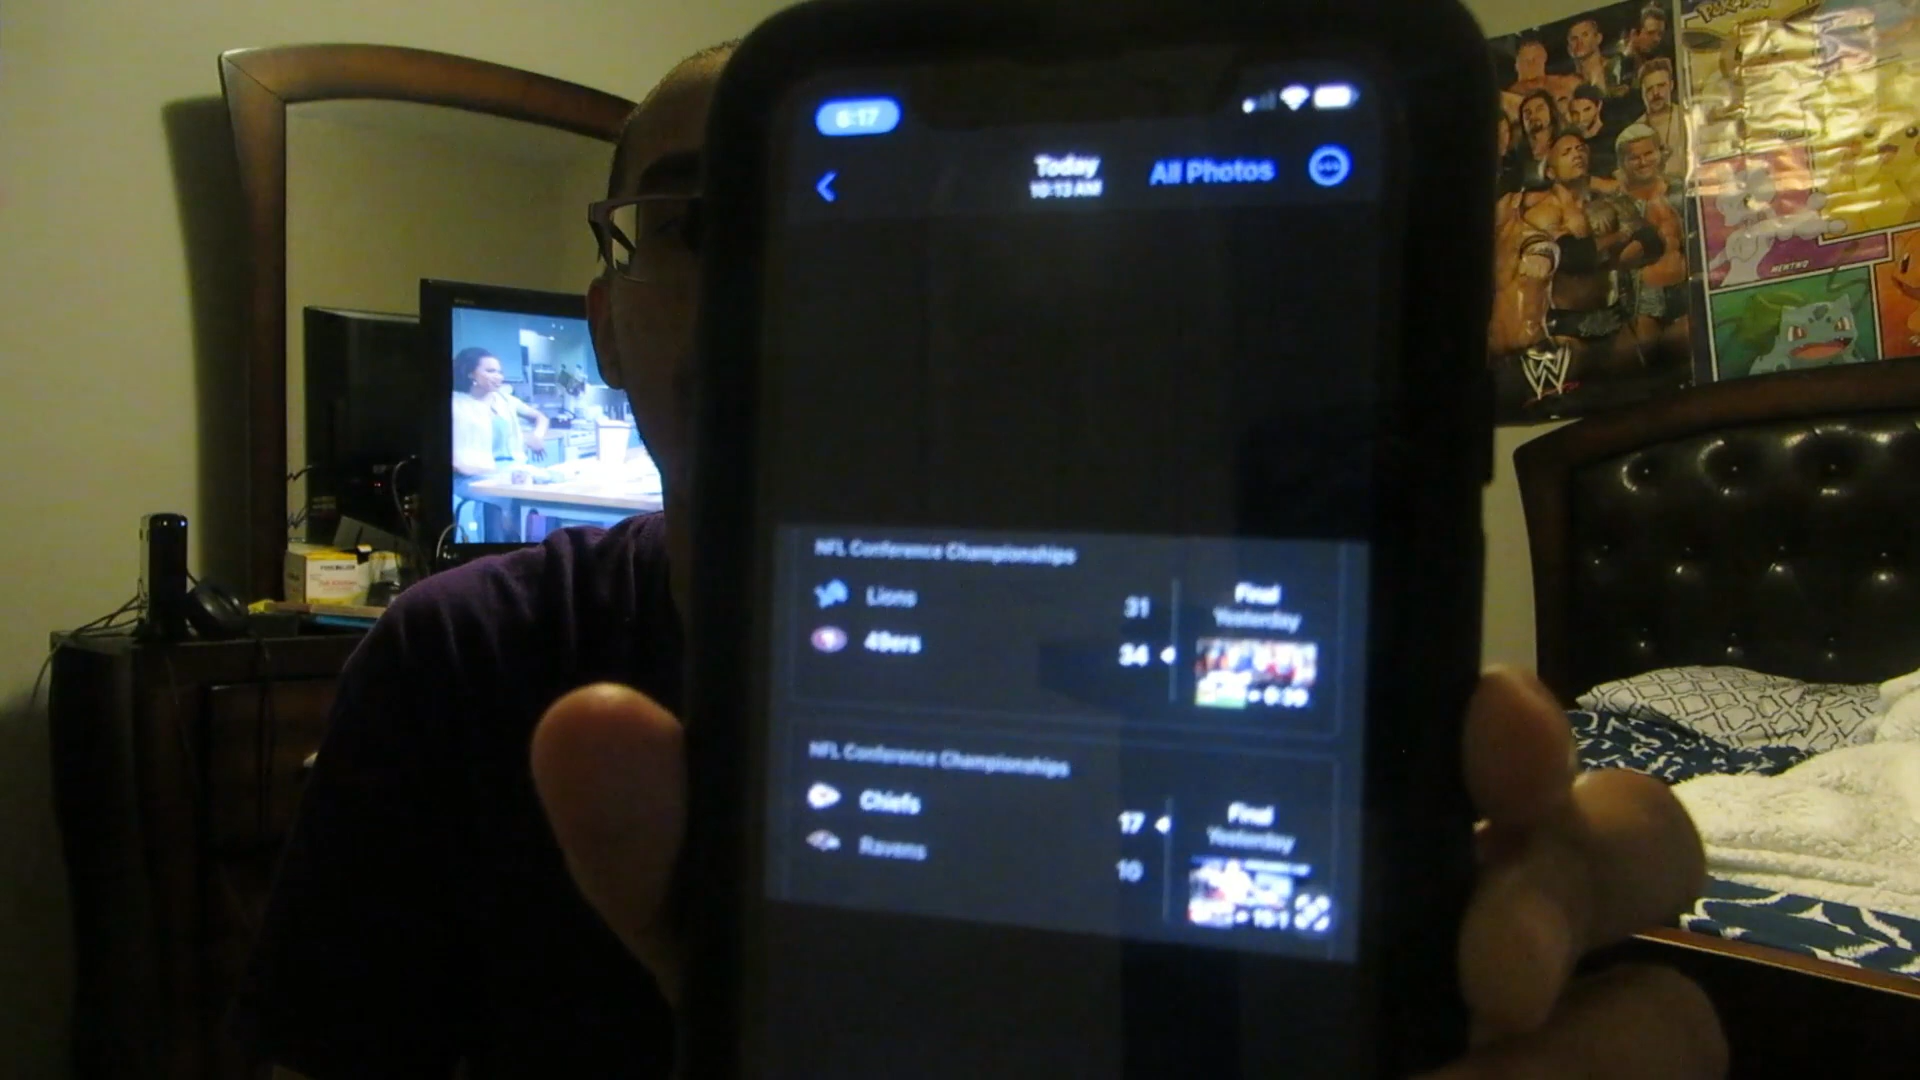 6:17
Today
All Photos
10:13 AM
NFL Conference Championships
Lions
31
Final
Yesterday
49ers
34
NFL Conference Championships
Chiefs
17
Final
Yesterday
Ravens
10
W
MEWTWO